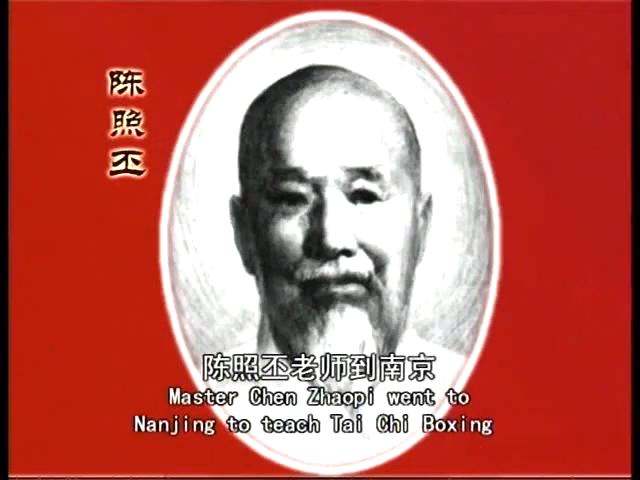 陈照丕
陈照丕老师到南京
Master Chen Zhaopi went to
Nanjing to teach Tai Chi Boxing